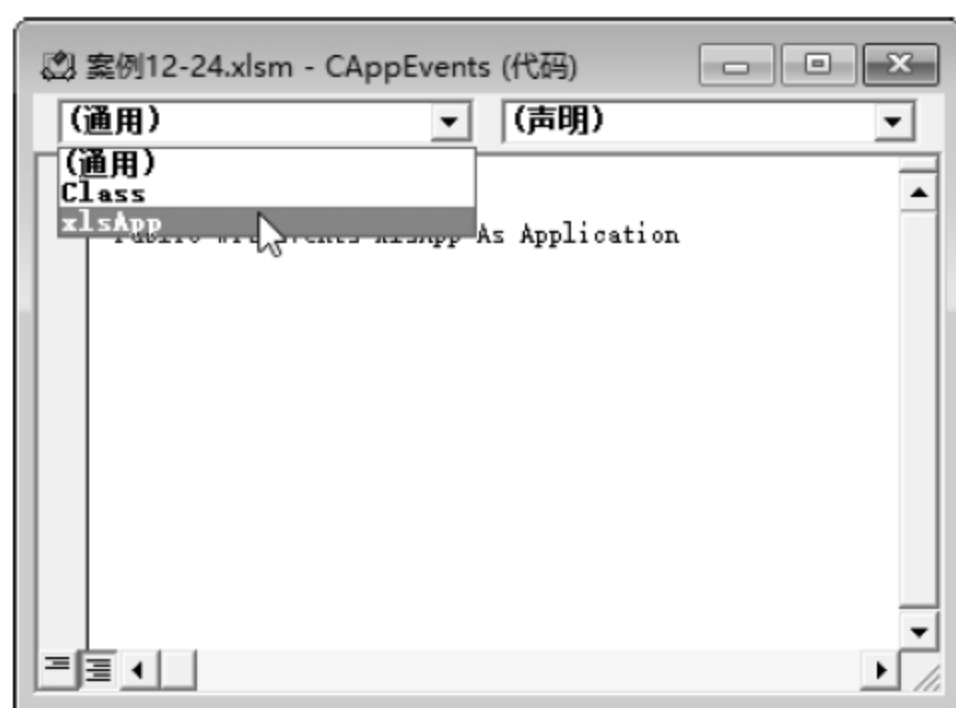 案例12-24.xlsm - CAppEvents (代码)
(通用) (声明)
(通用)
Class
xlsApp
As Application